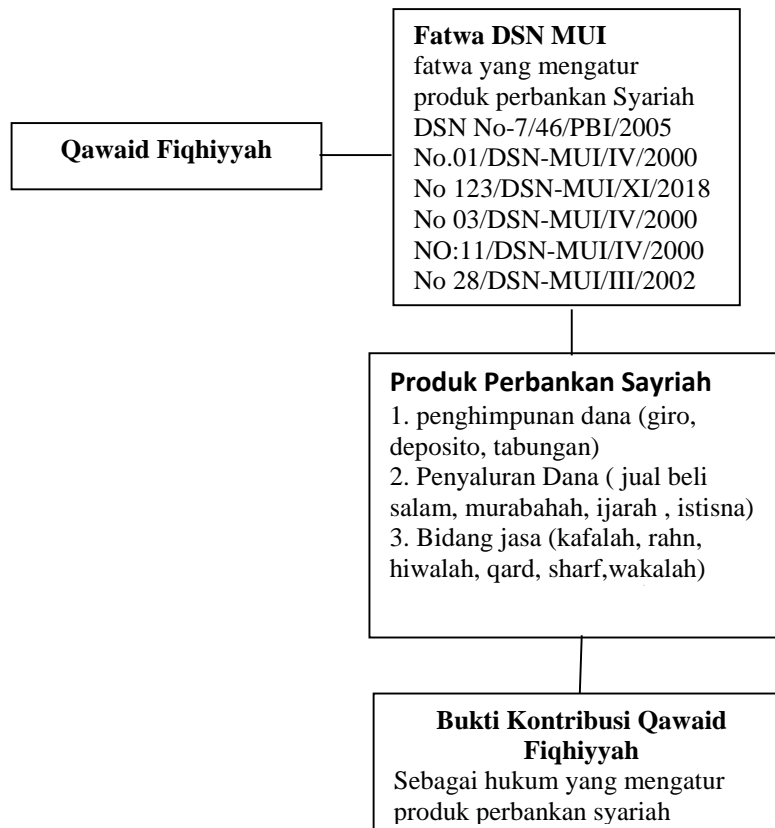 Qawaid Fiqhiyyah
Fatwa DSN MUI
fatwa yang mengatur
produk perbankan Syariah
DSN No-7/46/PBI/2005
No.01/DSN-MUI/IV/2000
No 123/DSN-MUI/XI/2018
No 03/DSN-MUI/IV/2000
NO:11/DSN-MUI/IV/2000
No 28/DSN-MUI/III/2002
Produk Perbankan Sayriah
1. penghimpunan dana (giro,
deposito, tabungan)
2. Penyaluran Dana ( jual beli
salam, murabahah, ijarah , istisna)
3. Bidang jasa (kafalah, rahn,
hiwalah, qard, sharf,wakalah)
Bukti Kontribusi Qawaid
Fiqhiyyah
Sebagai hukum yang mengatur
produk perbankan syariah